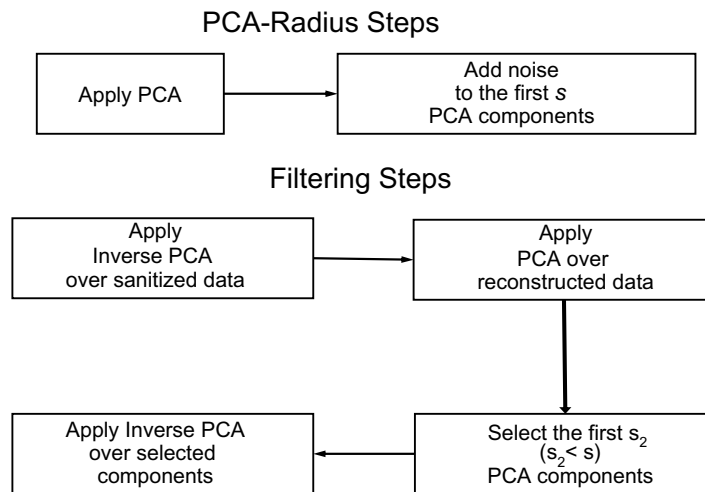 PCA-Radius Steps
Apply PCA
Add noise
to the first s
PCA components
Filtering Steps
Apply
Inverse PCA
over sanitized data
Apply
PCA over
reconstructed data
Apply Inverse PCA
over selected
components
Select the first s₂
(s₂< s)
PCA components